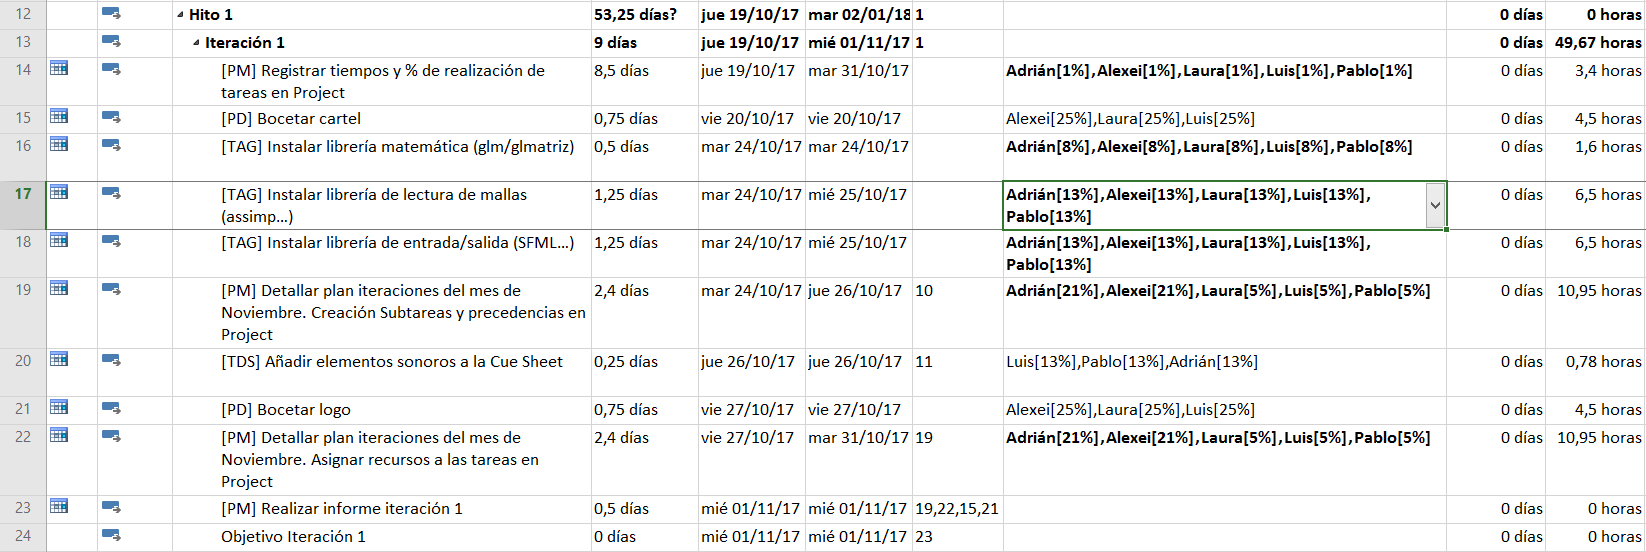 12 Hito 1 53,25 días? jue 19/10/17 mar 02/01/18 1 0 días 0 horas
13 Iteración 1 9 días jue 19/10/17 mié 01/11/17 1 0 días 49,67 horas
14 [PM] Registrar tiempos y % de realización de 8,5 días jue 19/10/17 mar 31/10/17 Adrián[1%],Alexei[1%],Laura[1%],Luis[1%],Pablo[1%] 0 días 3,4 horas
tareas en Project
15 [PD] Bocetar cartel 0,75 días vie 20/10/17 vie 20/10/17 Alexei[25%],Laura[25%],Luis[25%] 0 días 4,5 horas
16 [TAG] Instalar librería matemática (glm/glmatriz) 0,5 días mar 24/10/17 mar 24/10/17 Adrián[8%],Alexei[8%],Laura[8%],Luis[8%],Pablo[8%] 0 días 1,6 horas
17 [TAG] Instalar librería de lectura de mallas 1,25 días mar 24/10/17 mié 25/10/17 Adrián[13%],Alexei[13%],Laura[13%],Luis[13%], 0 días 6,5 horas
(assimp...) Pablo[13%]
18 [TAG] Instalar librería de entrada/salida (SFML...) 1,25 días mar 24/10/17 mié 25/10/17 Adrián[13%],Alexei[13%],Laura[13%],Luis[13%], 0 días 6,5 horas
Pablo[13%]
19 [PM] Detallar plan iteraciones del mes de 2,4 días mar 24/10/17 jue 26/10/17 10 Adrián[21%],Alexei[21%],Laura[5%],Luis[5%],Pablo[5%] 0 días 10,95 horas
Noviembre. Creación Subtareas y precedencias en
Project
20 [TDS] Añadir elementos sonoros a la Cue Sheet 0,25 días jue 26/10/17 jue 26/10/17 11 Luis[13%],Pablo[13%],Adrián[13%] 0 días 0,78 horas
21 [PD] Bocetar logo 0,75 días vie 27/10/17 vie 27/10/17 Alexei[25%],Laura[25%],Luis[25%] 0 días 4,5 horas
22 [PM] Detallar plan iteraciones del mes de 2,4 días vie 27/10/17 mar 31/10/17 19 Adrián[21%],Alexei[21%],Laura[5%],Luis[5%],Pablo[5%] 0 días 10,95 horas
Noviembre. Asignar recursos a las tareas en
Project
23 [PM] Realizar informe iteración 1 0,5 días mié 01/11/17 mié 01/11/17 19,22,15,21 0 días 0 horas
24 Objetivo Iteración 1 0 días mié 01/11/17 mié 01/11/17 23 0 días 0 horas